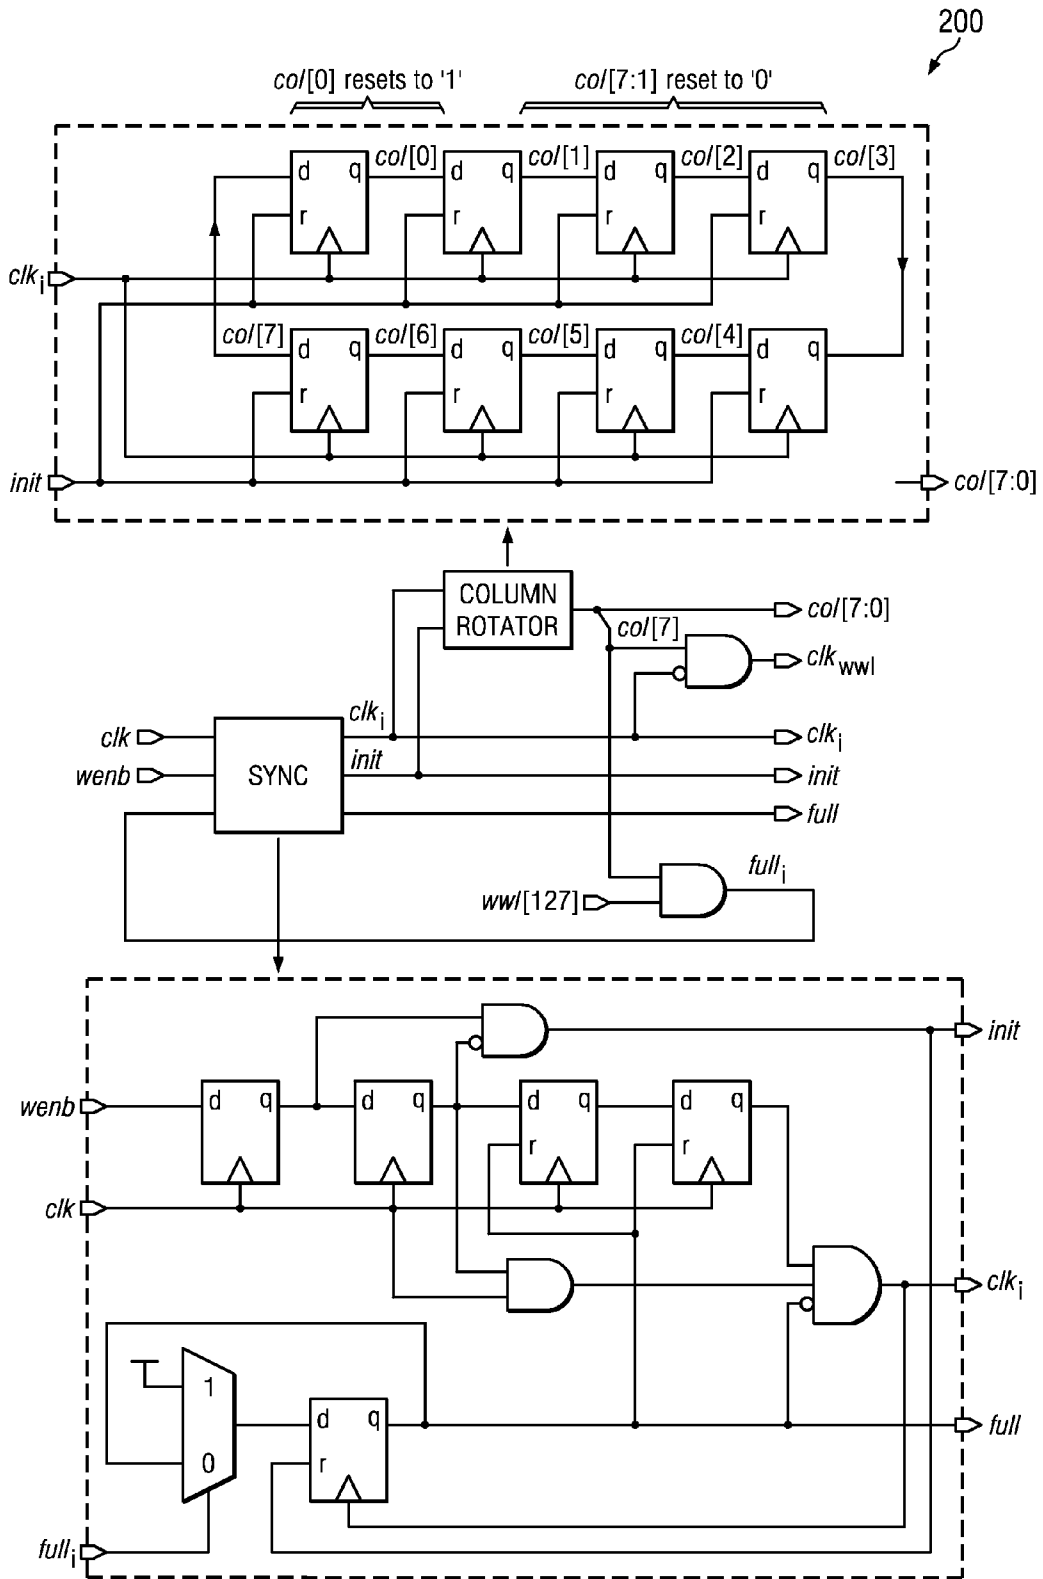 200
col[0] resets to '1' col[7:1] reset to '0'
d q col[0] d q col[1] d q col[2] d q col[3]
r r r r
clki
col[7] d q col[6] d q col[5] d q col[4] d q
r r r r
init
col[7:0]
COLUMN
ROTATOR
col[7:0]
col[7]
clkwwl
clk
wenb
SYNC
clki
init
clki
init
full
wwl[127]
fulli
init
wenb
d q d q d q d q
r r
clk
clki
1
0
d q
r
full
fulli